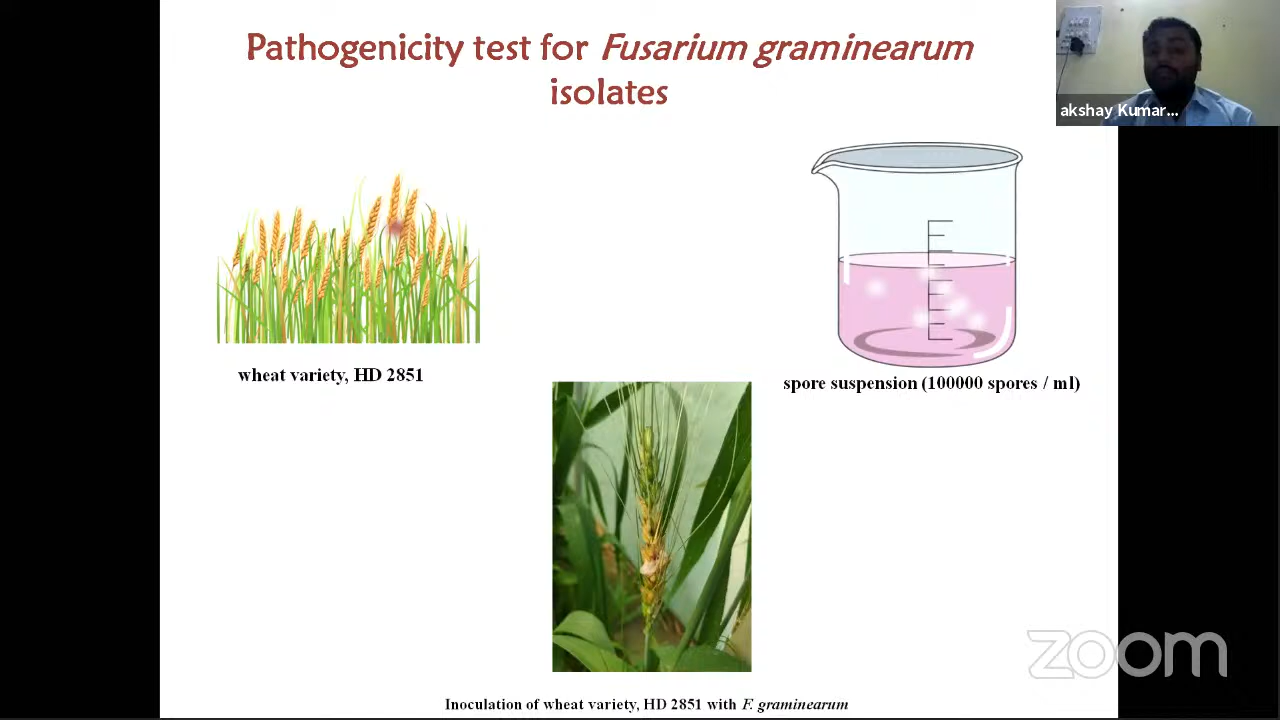 Pathogenicity test for Fusarium graminearum
isolates
akshay Kumar...
wheat variety, HD 2851
spore suspension (100000 spores / ml)
Inoculation of wheat variety, HD 2851 with F. graminearum
zoom